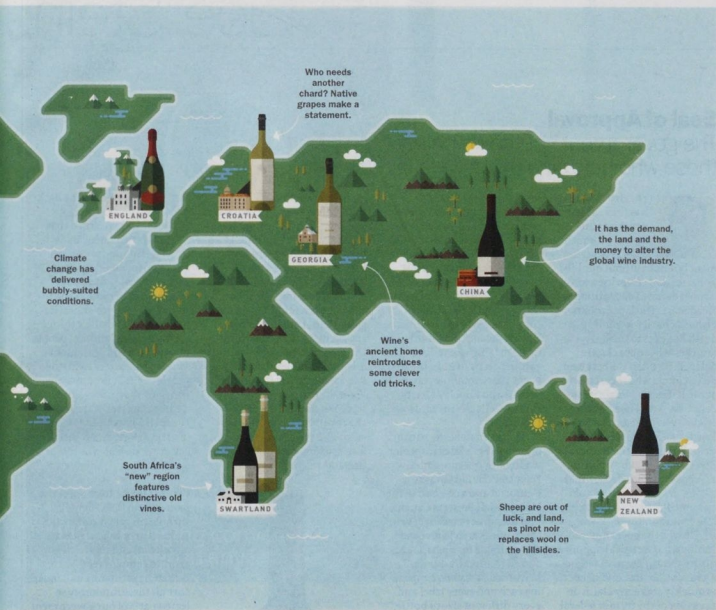 Who needs
another
chard? Native
grapes make a
statement.
ENGLAND
CROATIA
GEORGIA
CHINA
It has the demand,
the land and the
money to alter the
global wine industry.
Climate
change has
delivered
bubbly-suited
conditions.
Wine's
ancient home
reintroduces
some clever
old tricks.
South Africa's
"new" region
features
distinctive old
vines.
SWARTLAND
NEW
ZEALAND
Sheep are out of
luck, and land,
as pinot noir
replaces wool on
the hillsides.